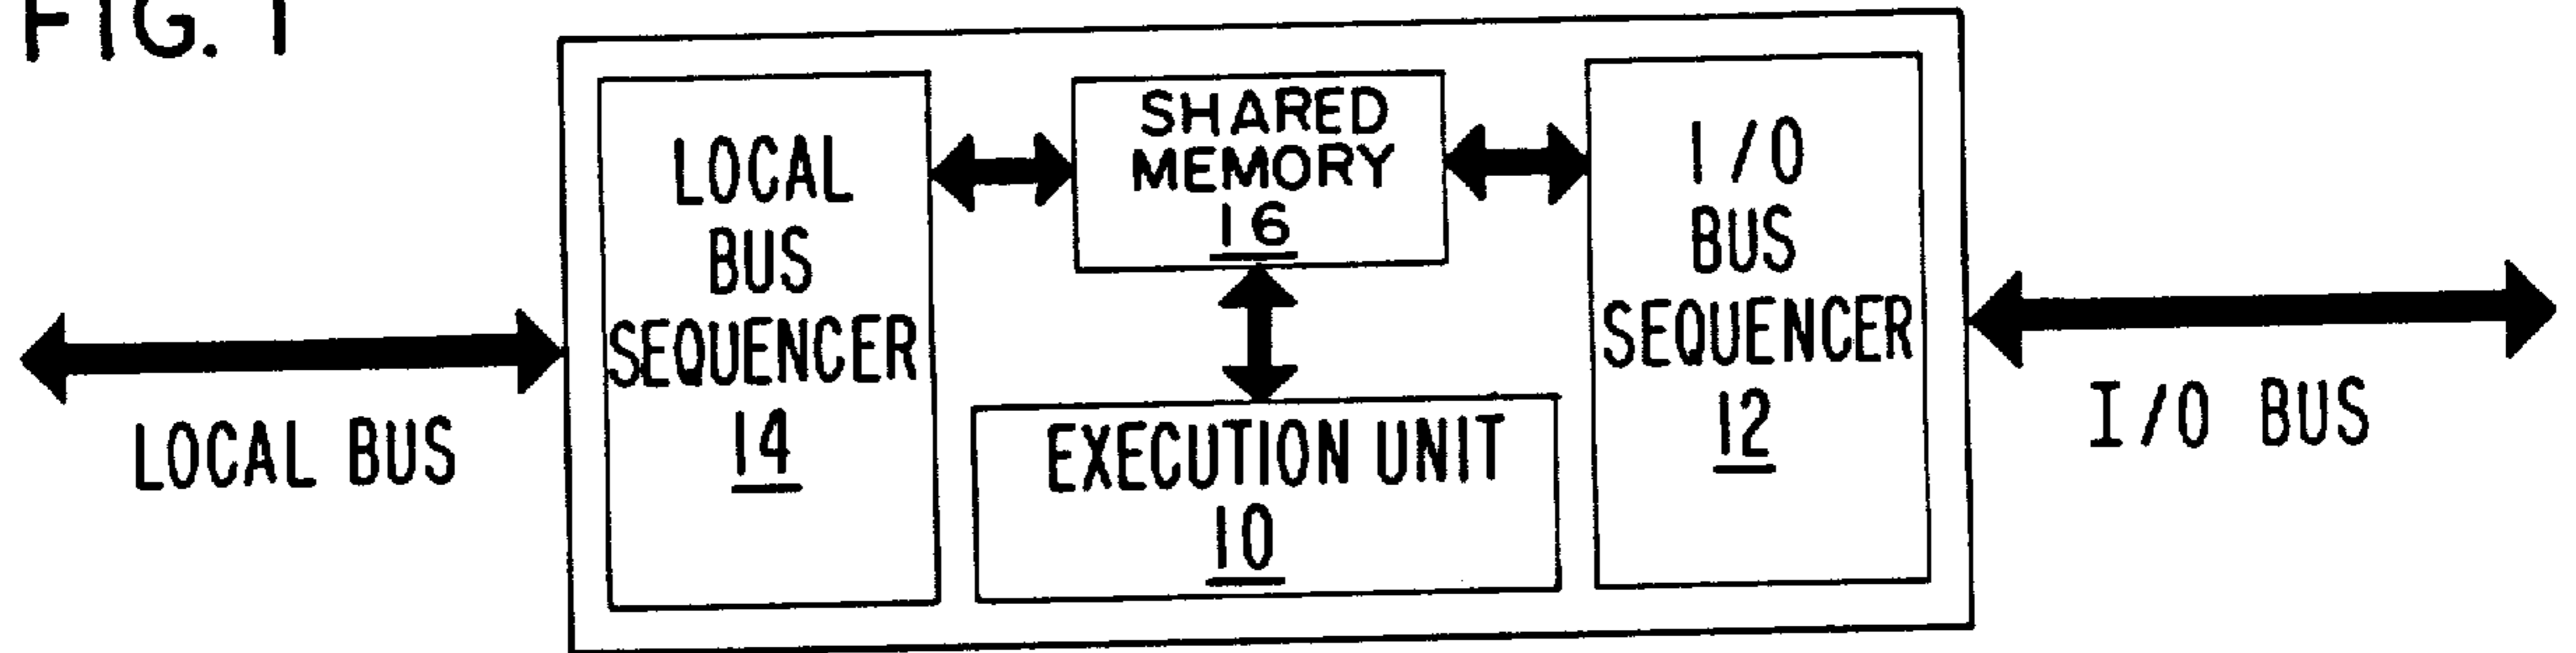 FIG. 1
LOCAL BUS
LOCAL
BUS
SEQUENCER
14
SHARED
MEMORY
16
EXECUTION UNIT
10
I/O
BUS
SEQUENCER
12
I/O BUS